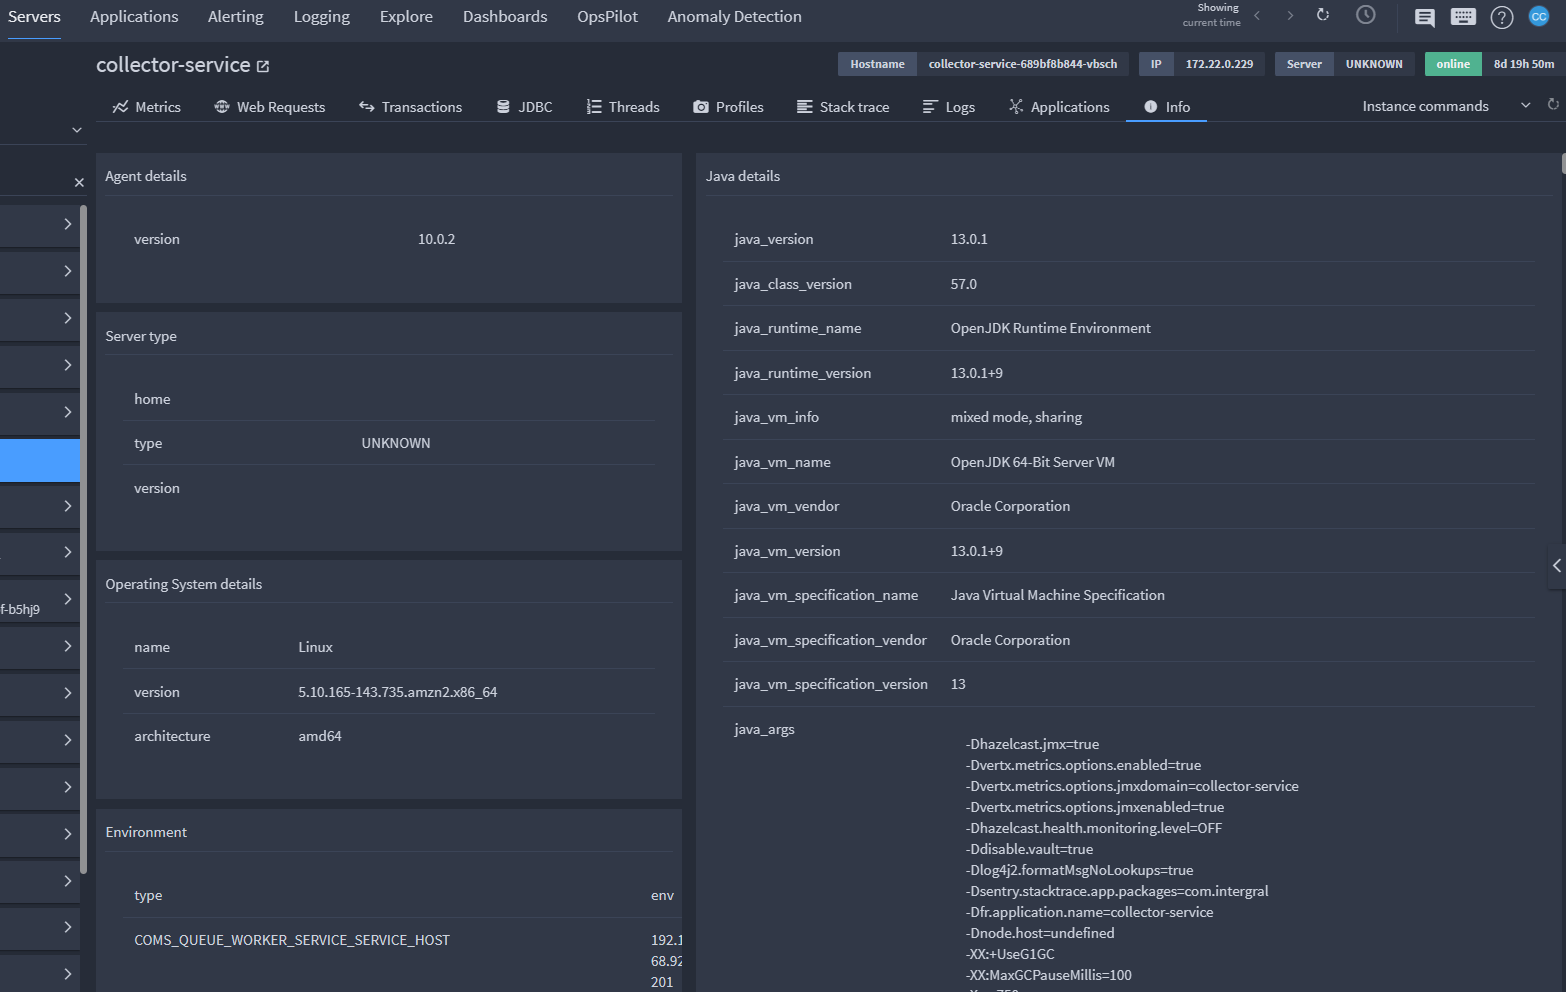 Servers Applications Alerting Logging Explore Dashboards OpsPilot Anomaly Detection
Showing
current time
CC
collector-service
Hostname collector-service-689bf8b844-vbsch IP 172.22.0.229 Server UNKNOWN online 8d 19h 50m
Metrics Web Requests Transactions JDBC Threads Profiles Stack trace Logs Applications Info Instance commands
f-b5hj9
Agent details
version 10.0.2
Server type
home
type UNKNOWN
version
Operating System details
name Linux
version 5.10.165-143.735.amzn2.x86_64
architecture amd64
Environment
type env
COMS_QUEUE_WORKER_SERVICE_SERVICE_HOST 192.1
68.92
201
Java details
java_version 13.0.1
java_class_version 57.0
java_runtime_name OpenJDK Runtime Environment
java_runtime_version 13.0.1+9
java_vm_info mixed mode, sharing
java_vm_name OpenJDK 64-Bit Server VM
java_vm_vendor Oracle Corporation
java_vm_version 13.0.1+9
java_vm_specification_name Java Virtual Machine Specification
java_vm_specification_vendor Oracle Corporation
java_vm_specification_version 13
java_args
-Dhazelcast.jmx=true
-Dvertx.metrics.options.enabled=true
-Dvertx.metrics.options.jmxdomain=collector-service
-Dvertx.metrics.options.jmxenabled=true
-Dhazelcast.health.monitoring.level=OFF
-Ddisable.vault=true
-Dlog4j2.formatMsgNoLookups=true
-Dsentry.stacktrace.app.packages=com.intergral
-Dfr.application.name=collector-service
-Dnode.host=undefined
-XX:+UseG1GC
-XX:MaxGCPauseMillis=100